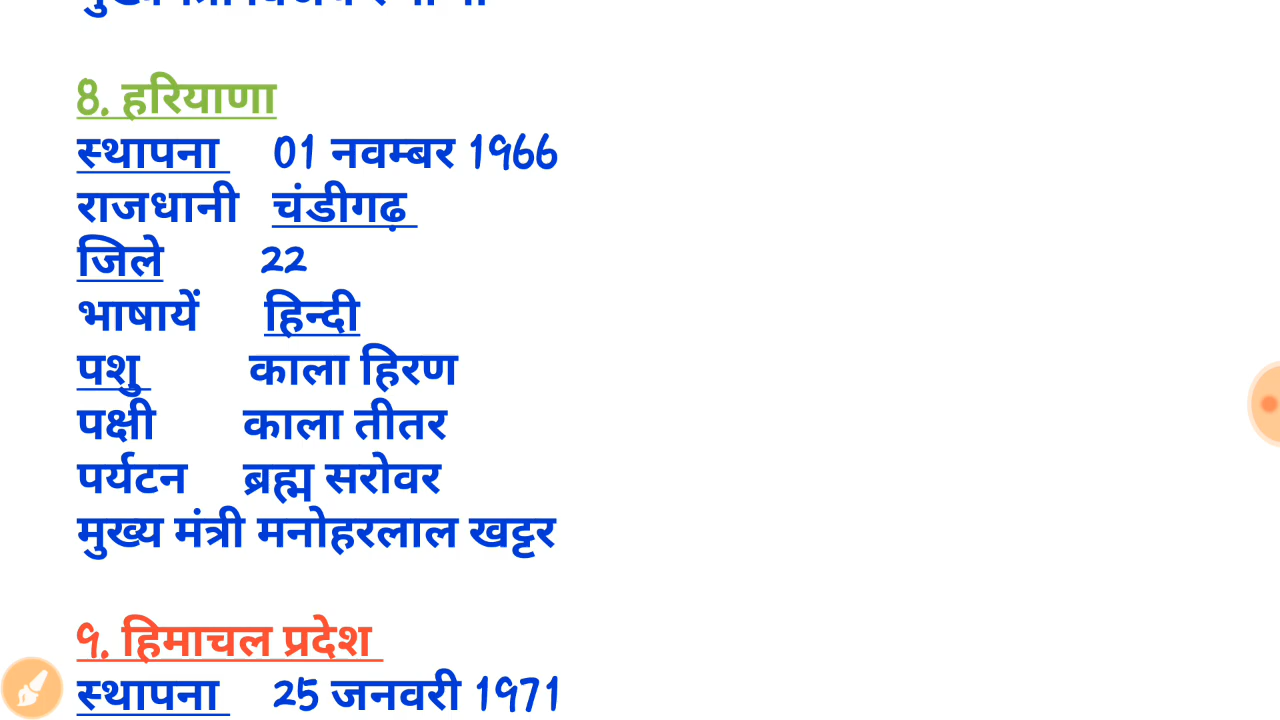 8. हरियाणा
स्थापना 01 नवम्बर 1966
राजधानी चंडीगढ़
जिले 22
भाषायें हिन्दी
पशु काला हिरण
पक्षी काला तीतर
पर्यटन ब्रह्म सरोवर
मुख्य मंत्री मनोहरलाल खट्टर
9. हिमाचल प्रदेश
स्थापना 25 जनवरी 1971